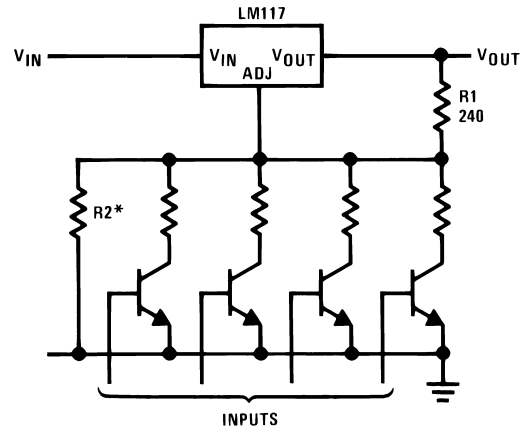 LM117
VIN
VIN
VOUT
VOUT
ADJ
R1
240
R2*
INPUTS